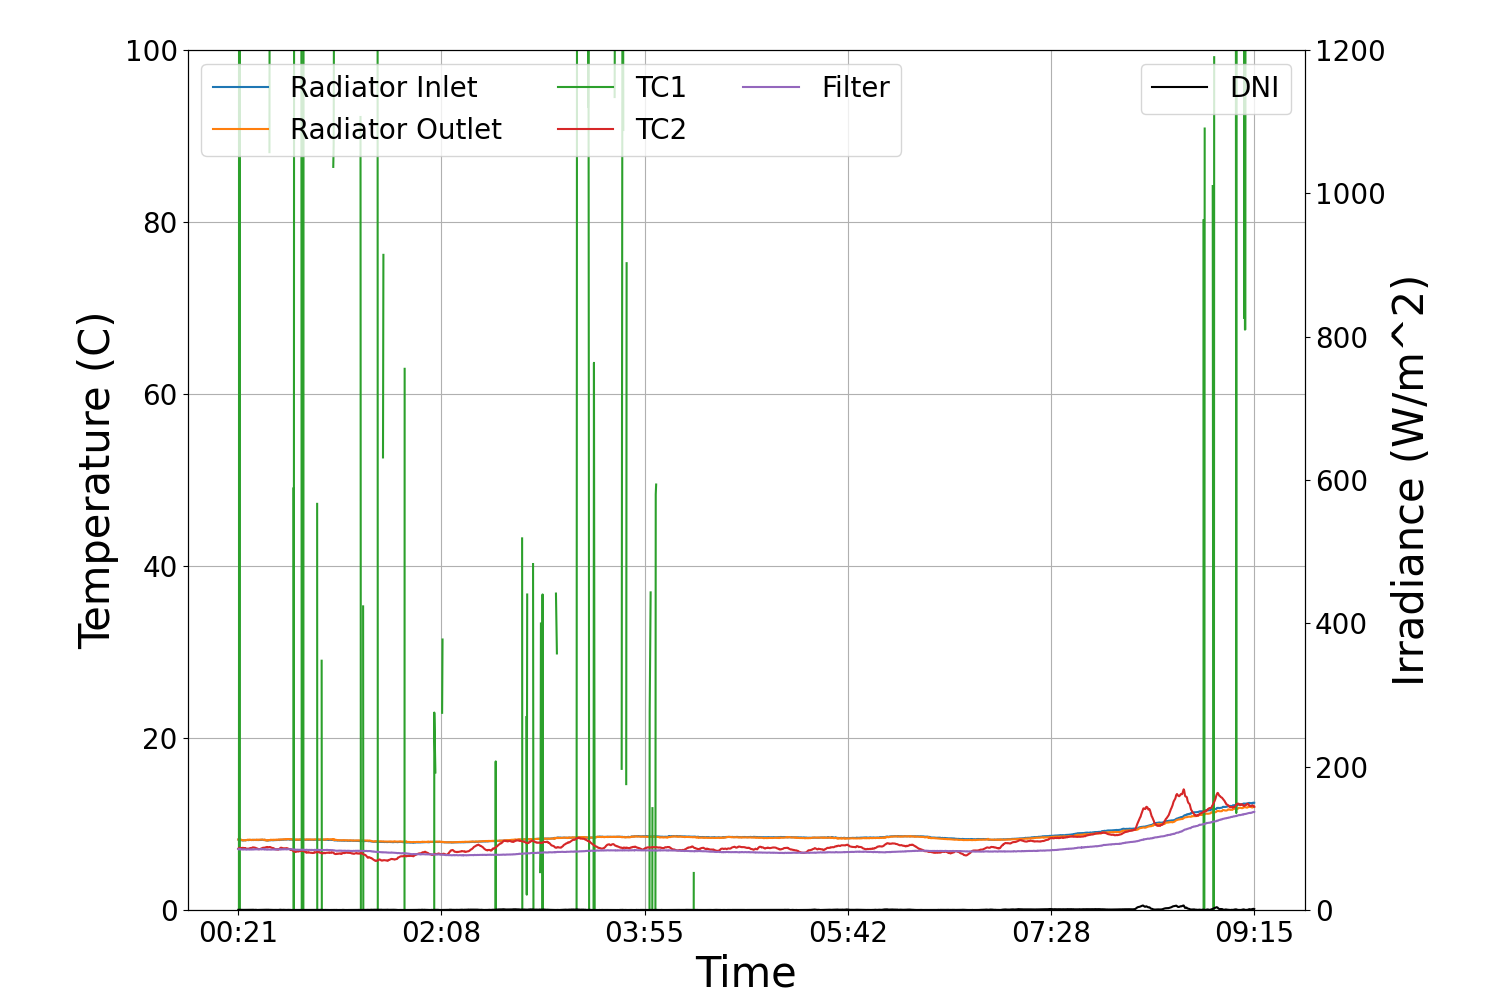 100
80
60
40
20
0
Temperature (C)
Radiator Inlet
Radiator Outlet
TC1
TC2
Filter
DNI
1200
1000
800
600
400
200
0
Irradiance (W/m^2)
00:21 02:08 03:55 05:42 07:28 09:15
Time